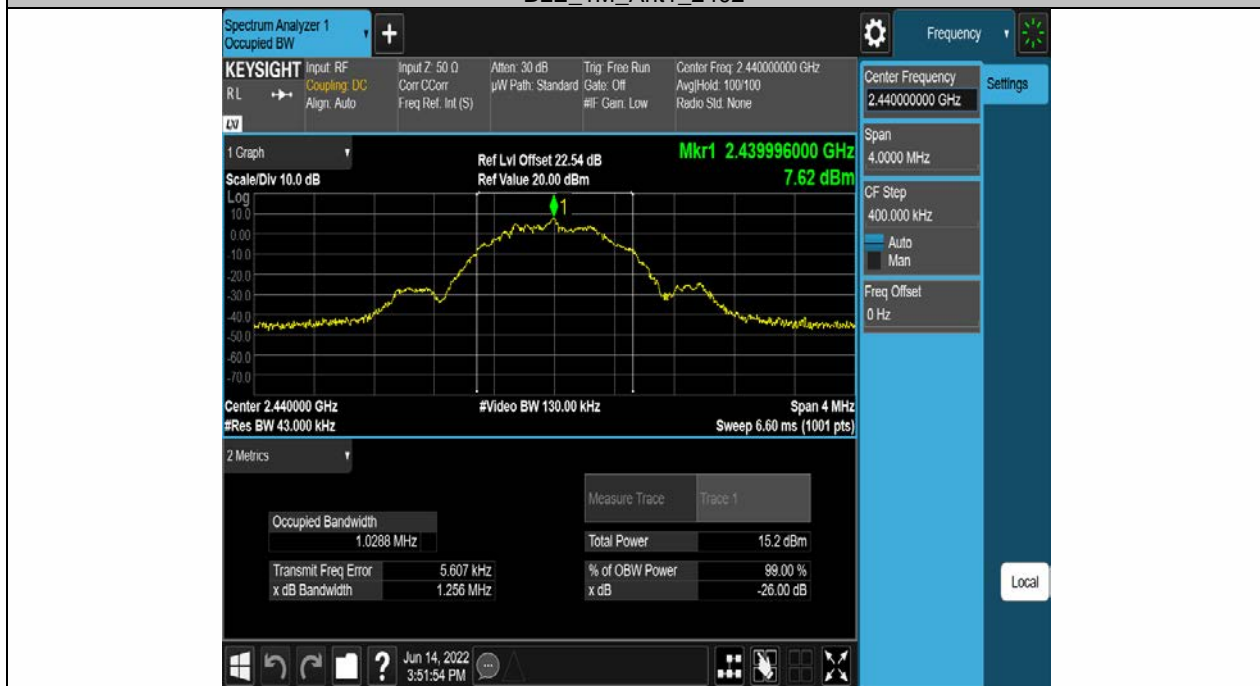 Spectrum Analyzer 1
Occupied BW
+
Frequency
KEYSIGHT
RL
LXI
Input: RF
Coupling: DC
Align: Auto
Input Z: 50 Ω
Corr CCorr
Freq Ref: Int (S)
Atten: 30 dB
µW Path: Standard
Trig: Free Run
Gate: Off
#IF Gain: Low
Center Freq: 2.440000000 GHz
Avg|Hold: 100/100
Radio Std: None
Center Frequency
2.440000000 GHz
Settings
Span
4.0000 MHz
CF Step
400.000 kHz
Auto
Man
Freq Offset
0 Hz
1 Graph
Scale/Div 10.0 dB
Ref Lvl Offset 22.54 dB
Ref Value 20.00 dBm
Mkr1 2.439996000 GHz
7.62 dBm
Log
10.0
0.00
-10.0
-20.0
-30.0
-40.0
-50.0
-60.0
-70.0
1
Center 2.440000 GHz
#Video BW 130.00 kHz
Span 4 MHz
#Res BW 43.000 kHz
Sweep 6.60 ms (1001 pts)
2 Metrics
Measure Trace Trace 1
Occupied Bandwidth
1.0288 MHz
Total Power 15.2 dBm
Transmit Freq Error 5.607 kHz
% of OBW Power 99.00 %
x dB Bandwidth 1.256 MHz
x dB -26.00 dB
Local
?
Jun 14, 2022
3:51:54 PM